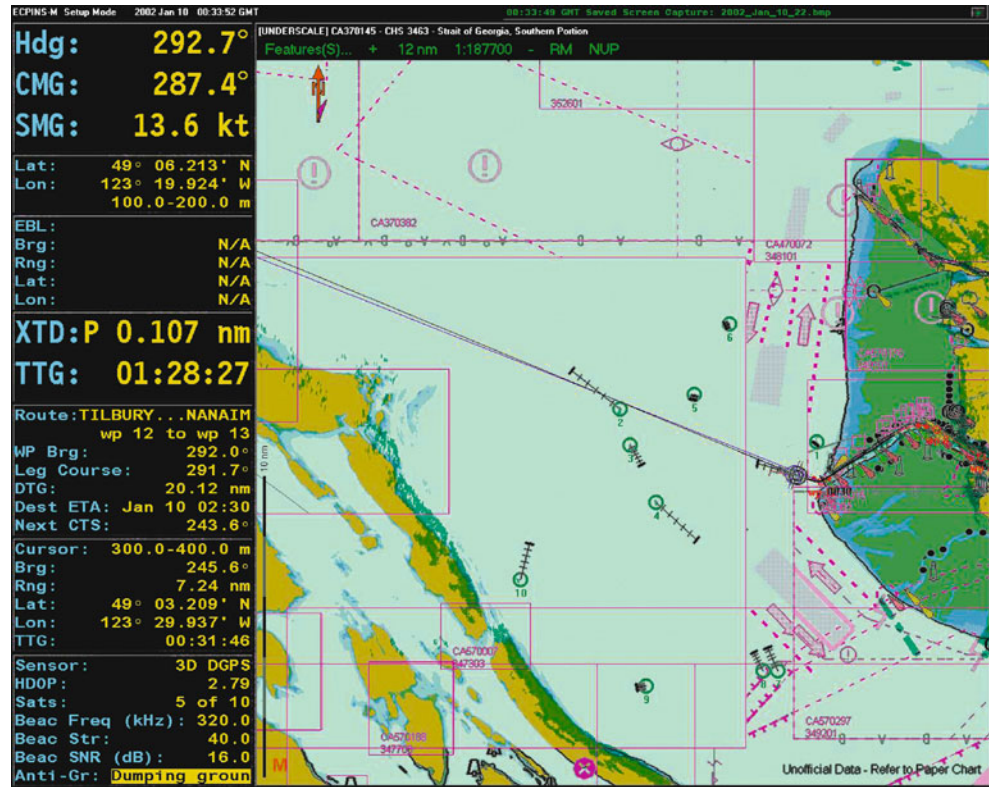 ECPINS-M Setup Mode 2002 Jan 10 00:33:52 GMT
00:33:49 GMT Saved Screen Capture: 2002_Jan_10_22.bmp
[UNDERSCALE] CA370145 - CHS 3463 - Strait of Georgia, Southern Portion
Features(S)... + 12 nm 1:187700 - RM NUP
Hdg: 292.7°
CMG: 287.4°
SMG: 13.6 kt
Lat: 49° 06.213' N
Lon: 123° 19.924' W
100.0-200.0 m
EBL:
Brg: N/A
Rng: N/A
Lat: N/A
Lon: N/A
XTD:P 0.107 nm
TTG: 01:28:27
Route:TILBURY...NANAIM
wp 12 to wp 13
WP Brg: 292.0°
Leg Course: 291.7°
DTG: 20.12 nm
Dest ETA: Jan 10 02:30
Next CTS: 243.6°
Cursor: 300.0-400.0 m
Brg: 245.6°
Rng: 7.24 nm
Lat: 49° 03.209' N
Lon: 123° 29.937' W
TTG: 00:31:46
Sensor: 3D DGPS
HDOP: 2.79
Sats: 5 of 10
Beac Freq (kHz): 320.0
Beac Str: 40.0
Beac SNR (dB): 16.0
Anti-Gr: Dumping groun
N
352601
CA370382
CA470072
348101
6
5
2
3
1
10 nm
0030
4
10
CA570007
347303
8
7
9
CA570297
349201
CA570188
M
Unofficial Data - Refer to Paper Chart